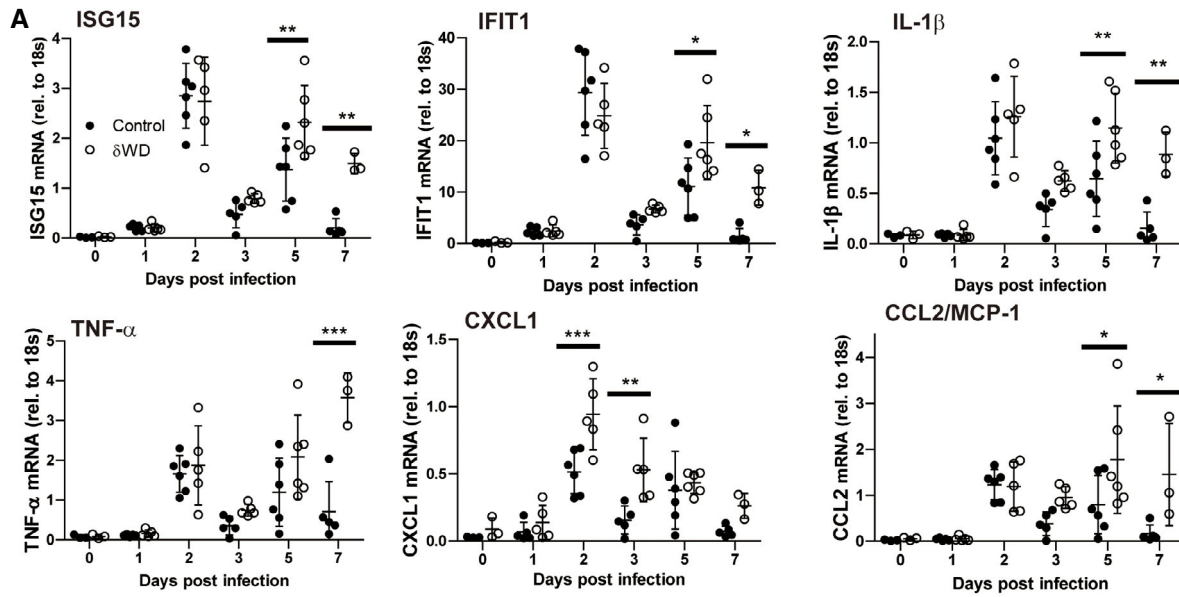 A
ISG15
ISG15 mRNA (rel. to 18s)
4
3
2
1
0
Control
δWD
**
**
0 1 2 3 5 7
Days post infection
IFIT1
IFIT1 mRNA (rel. to 18s)
40
30
20
10
0
*
*
0 1 2 3 5 7
Days post infection
IL-1β
IL-1β mRNA (rel. to 18s)
2.0
1.5
1.0
0.5
0.0
**
**
0 1 2 3 5 7
Days post infection
TNF-α
TNF-α mRNA (rel. to 18s)
5
4
3
2
1
0
***
0 1 2 3 5 7
Days post infection
CXCL1
CXCL1 mRNA (rel. to 18s)
1.5
1.0
0.5
0.0
***
**
0 1 2 3 5 7
Days post infection
CCL2/MCP-1
CCL2 mRNA (rel. to 18s)
4
3
2
1
0
*
*
0 1 2 3 5 7
Days post infection